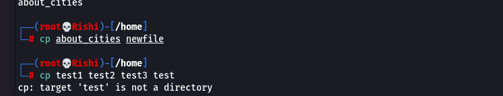 about_cities
┌──(root💀Rishi)-[/home]
└─# cp about_cities newfile
┌──(root💀Rishi)-[/home]
└─# cp test1 test2 test3 test
cp: target 'test' is not a directory